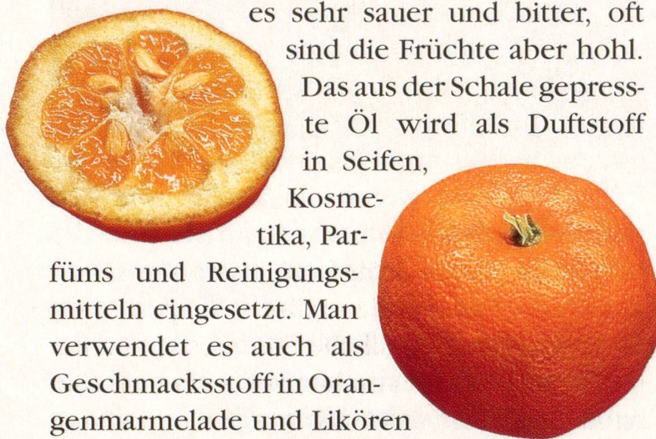 es sehr sauer und bitter, oft
sind die Früchte aber hohl.
Das aus der Schale gepress-
te Öl wird als Duftstoff
in Seifen,
Kosme-
tika, Par-
füms und Reinigungs-
mitteln eingesetzt. Man
verwendet es auch als
Geschmacksstoff in Oran-
genmarmelade und Likören